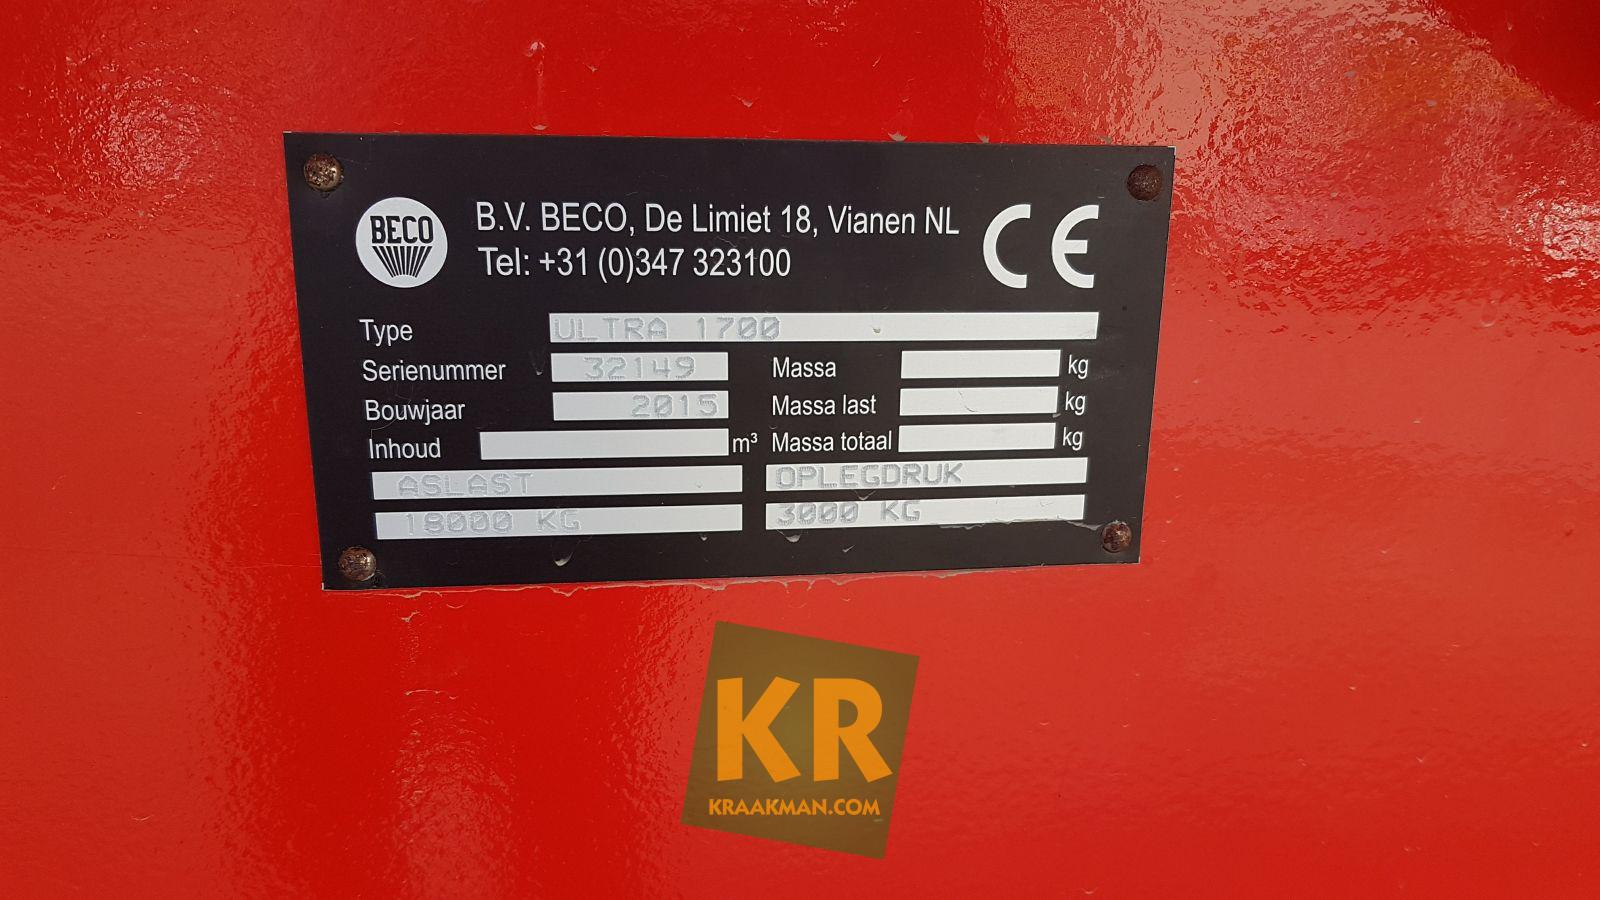 BECO
B.V. BECO, De Limiet 18, Vianen NL
Tel: +31 (0)347 323100
CE
Type ULTRA 1700
Serienummer 32149 Massa kg
Bouwjaar 2015 Massa last kg
Inhoud m³ Massa totaal kg
ASLAST OPLEGDRUK
18000 KG 3000 KG
KR
KRAAKMAN.COM